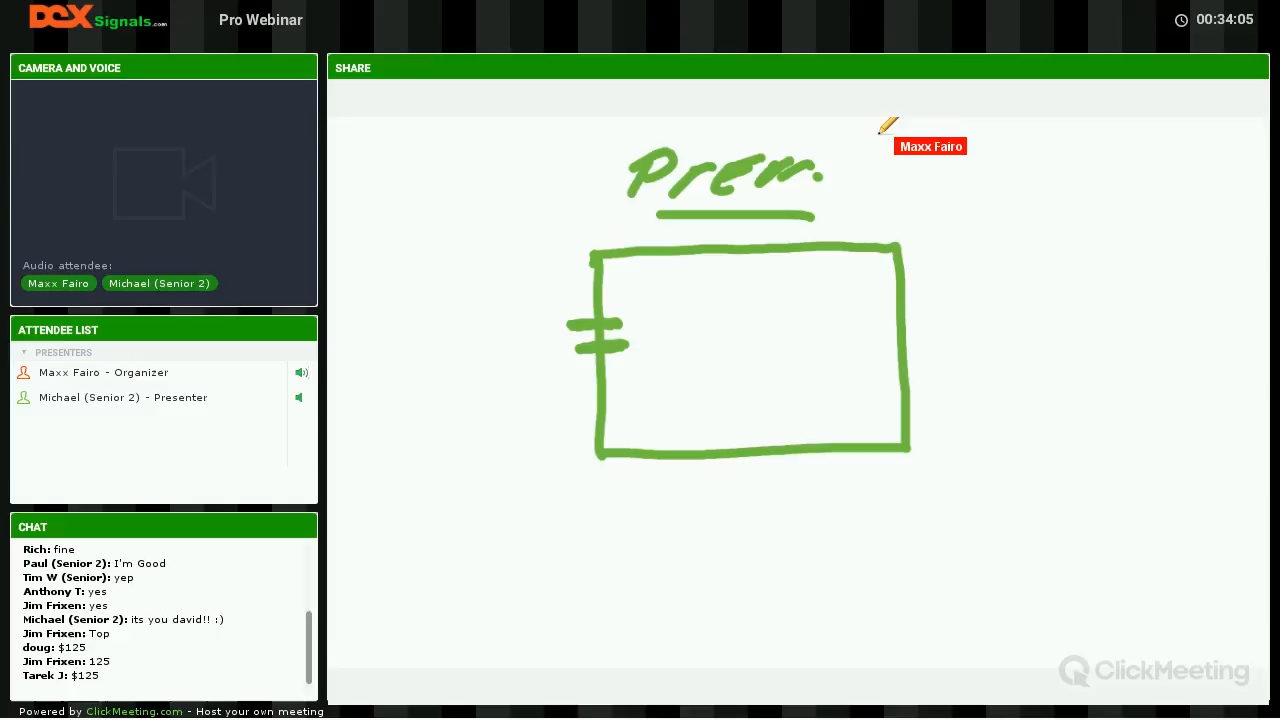 DCX Signals.com
Pro Webinar
00:34:05
CAMERA AND VOICE
Audio attendee:
Maxx Fairo
Michael (Senior 2)
ATTENDEE LIST
PRESENTERS
Maxx Fairo - Organizer
Michael (Senior 2) - Presenter
CHAT
Rich: fine
Paul (Senior 2): I'm Good
Tim W (Senior): yep
Anthony T: yes
Jim Frixen: yes
Michael (Senior 2): its you david!! :)
Jim Frixen: Top
doug: $125
Jim Frixen: 125
Tarek J: $125
Powered by ClickMeeting.com - Host your own meeting
SHARE
Maxx Fairo
Prem.
ClickMeeting